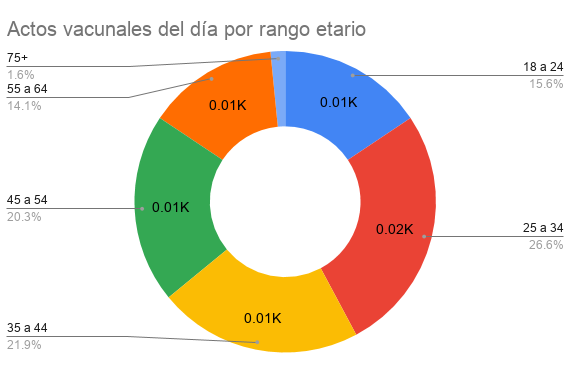 Actos vacunales del día por rango etario
75+
1.6%
55 a 64
14.1%
18 a 24
15.6%
0.01K
0.01K
45 a 54
20.3%
0.01K
0.02K
25 a 34
26.6%
0.01K
35 a 44
21.9%